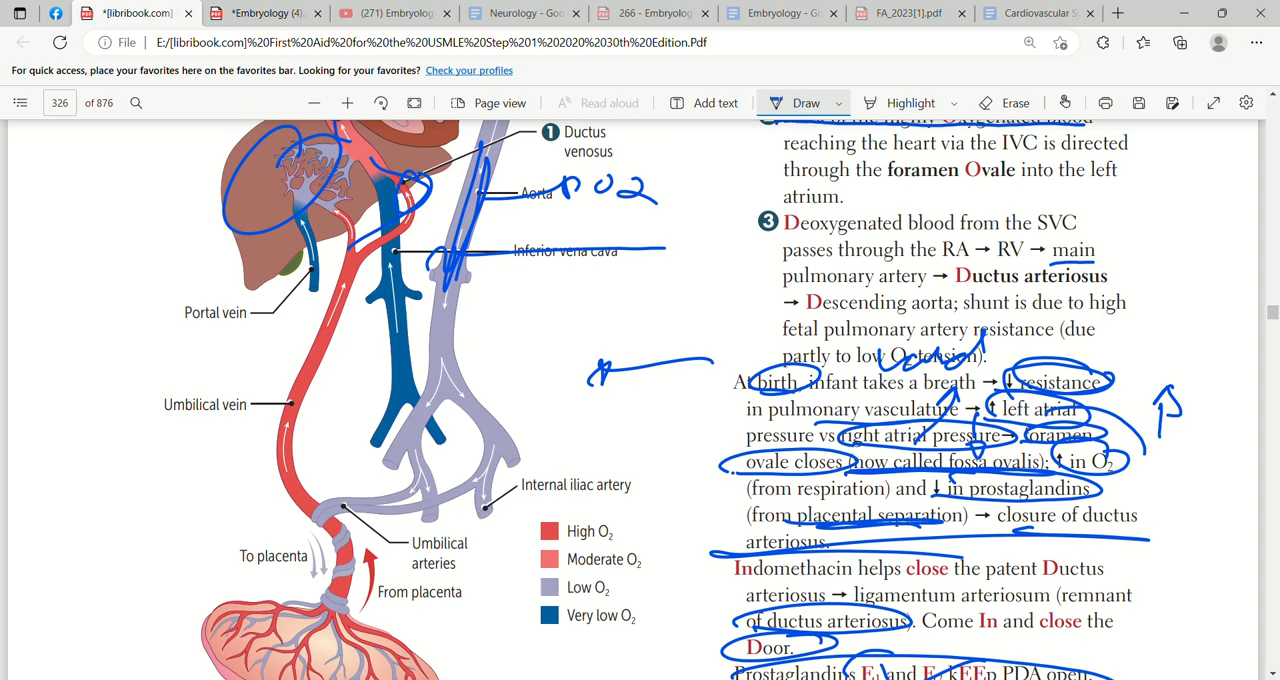 *[libribook.com]
*Embryology (4).
(271) Embryolog
Neurology - Goo
266 - Embryolog
Embryology - Go
FA_2023[1].pdf
Cardiovascular S
File
E:/[libribook.com]%20First%20Aid%20for%20the%20USMLE%20Step%201%202020%2030th%20Edition.Pdf
For quick access, place your favorites here on the favorites bar. Looking for your favorites? Check your profiles
326 of 876
Page view
Read aloud
Add text
Draw
Highlight
Erase
1 Ductus
venosus
Aorta
PO2
Inferior vena cava
Portal vein
Umbilical vein
Internal iliac artery
Umbilical
arteries
To placenta
From placenta
High O2
Moderate O2
Low O2
Very low O2
reaching the heart via the IVC is directed
through the foramen Ovale into the left
atrium.
3 Deoxygenated blood from the SVC
passes through the RA → RV → main
pulmonary artery → Ductus arteriosus
→ Descending aorta; shunt is due to high
fetal pulmonary artery resistance (due
partly to low O2 tension).
At birth, infant takes a breath → ↓ resistance
in pulmonary vasculature → ↑ left atrial
pressure vs right atrial pressure → foramen
ovale closes (now called fossa ovalis); ↑ in O2
(from respiration) and ↓ in prostaglandins
(from placental separation) → closure of ductus
arteriosus.
Indomethacin helps close the patent Ductus
arteriosus → ligamentum arteriosum (remnant
of ductus arteriosus). Come In and close the
Door.
Prostaglandins E1 and E2 kEEp PDA open.